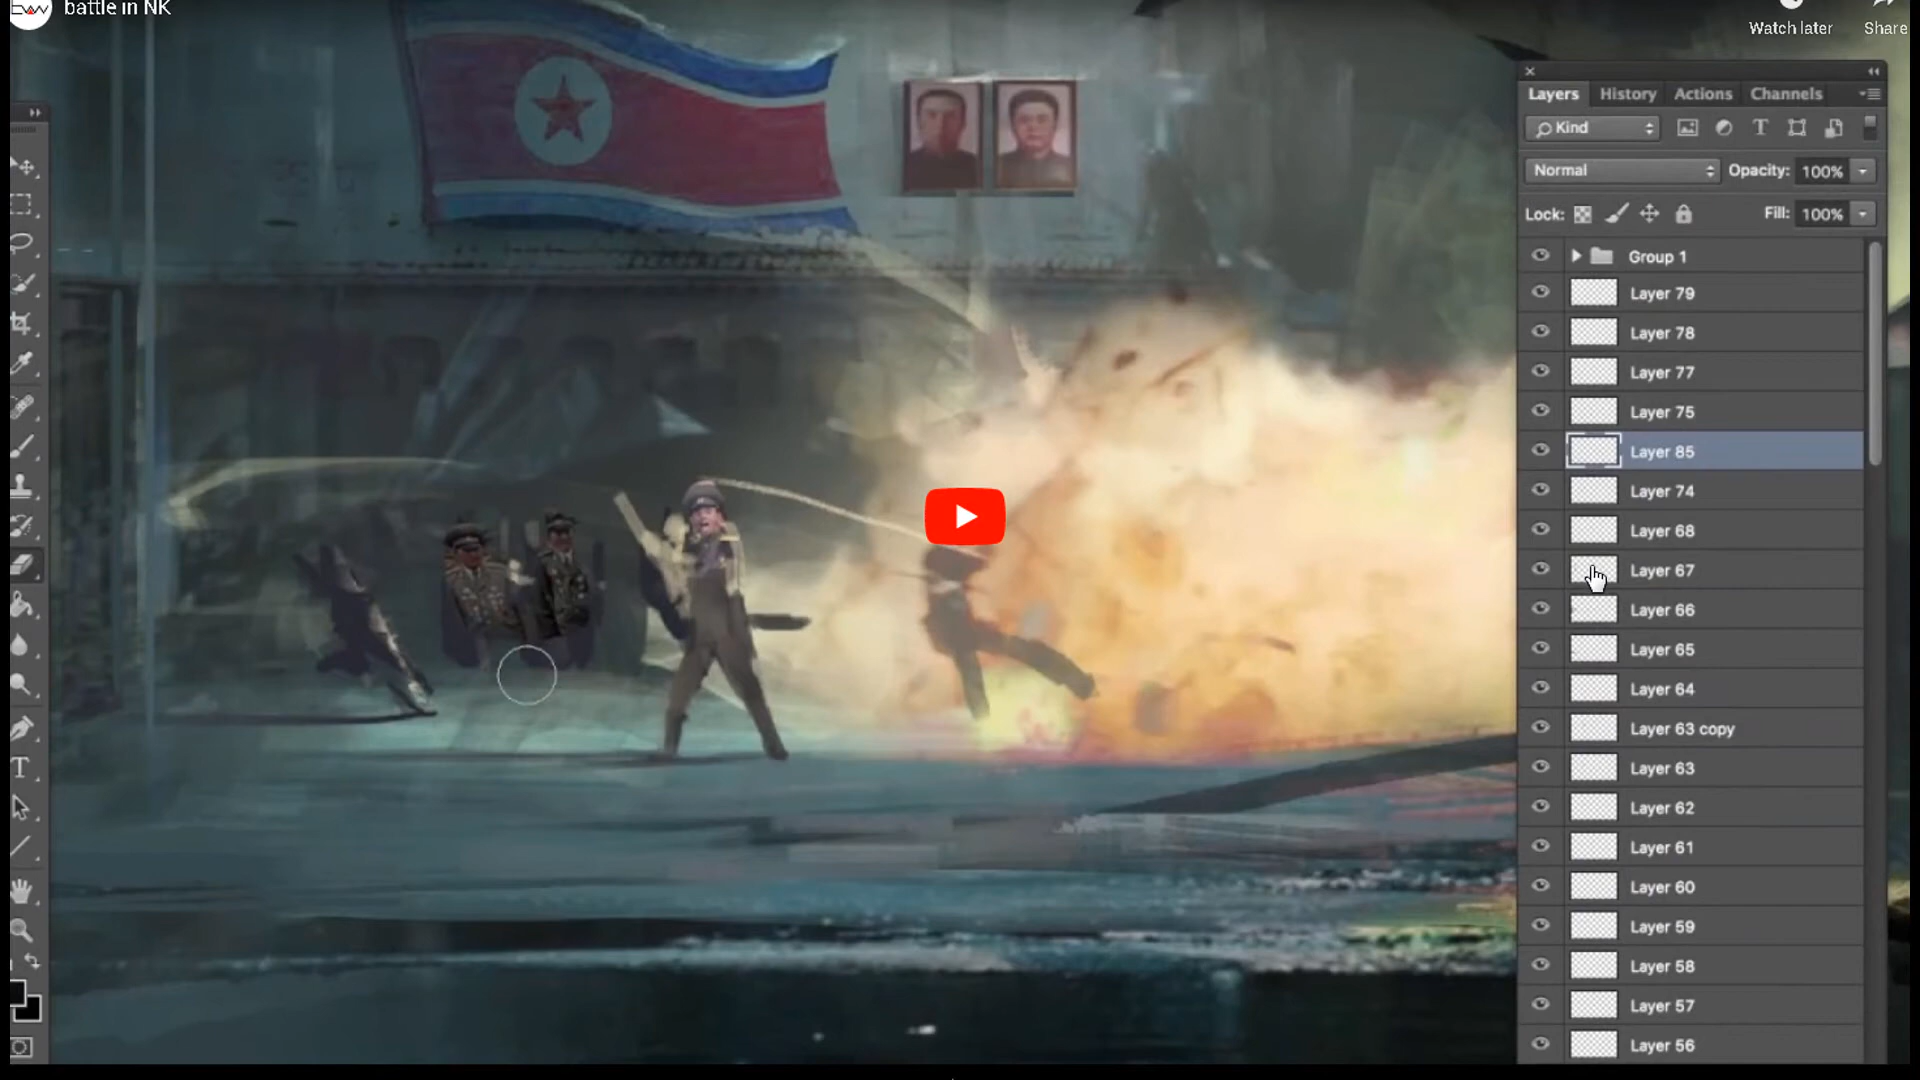 EWW
battle in NK
Watch later
Share
Layers
History
Actions
Channels
Kind
T
Normal
Opacity:
100%
Lock:
Fill:
100%
Group 1
Layer 79
Layer 78
Layer 77
Layer 75
Layer 85
Layer 74
Layer 68
Layer 67
Layer 66
Layer 65
Layer 64
Layer 63 copy
Layer 63
Layer 62
Layer 61
Layer 60
Layer 59
Layer 58
Layer 57
Layer 56
T